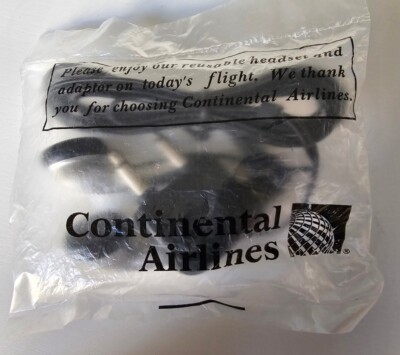 Please enjoy our reusable headset and
adaptor on today's flight. We thank
you for choosing Continental Airlines.
Continental
Airlines ®